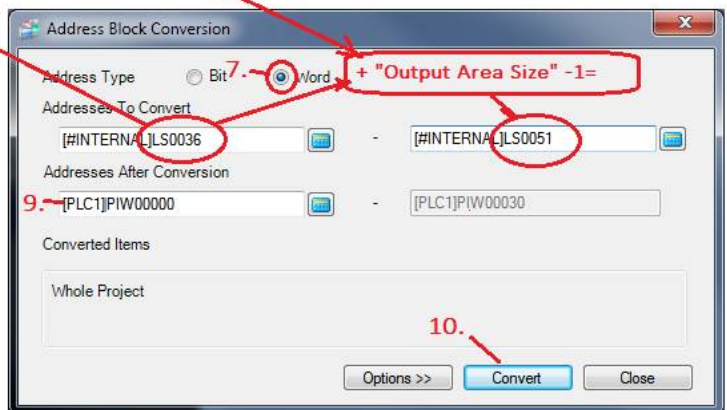 Address Block Conversion
Address Type Bit 7. Word + "Output Area Size" -1=
Addresses To Convert
[#INTERNAL]LS0036 - [#INTERNAL]LS0051
Addresses After Conversion
9. [PLC1]PIW00000 - [PLC1]PIW00030
Converted Items
Whole Project
10.
Options >> Convert Close